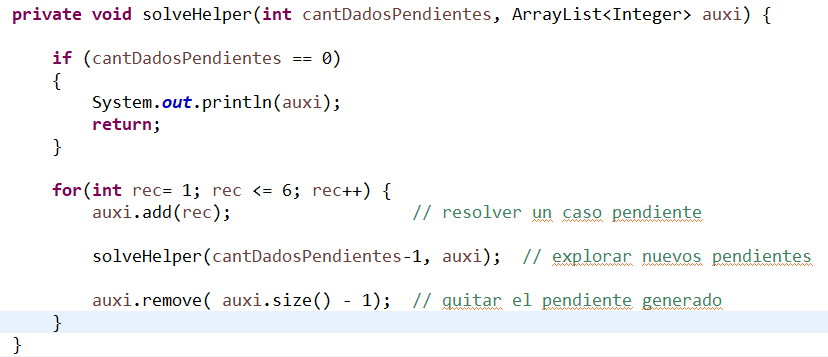 private void solveHelper(int cantDadosPendientes, ArrayList<Integer> auxi) {
if (cantDadosPendientes == 0)
{
System.out.println(auxi);
return;
}
for(int rec= 1; rec <= 6; rec++) {
auxi.add(rec); // resolver un caso pendiente
solveHelper(cantDadosPendientes-1, auxi); // explorar nuevos pendientes
auxi.remove( auxi.size() - 1); // quitar el pendiente generado
}
}